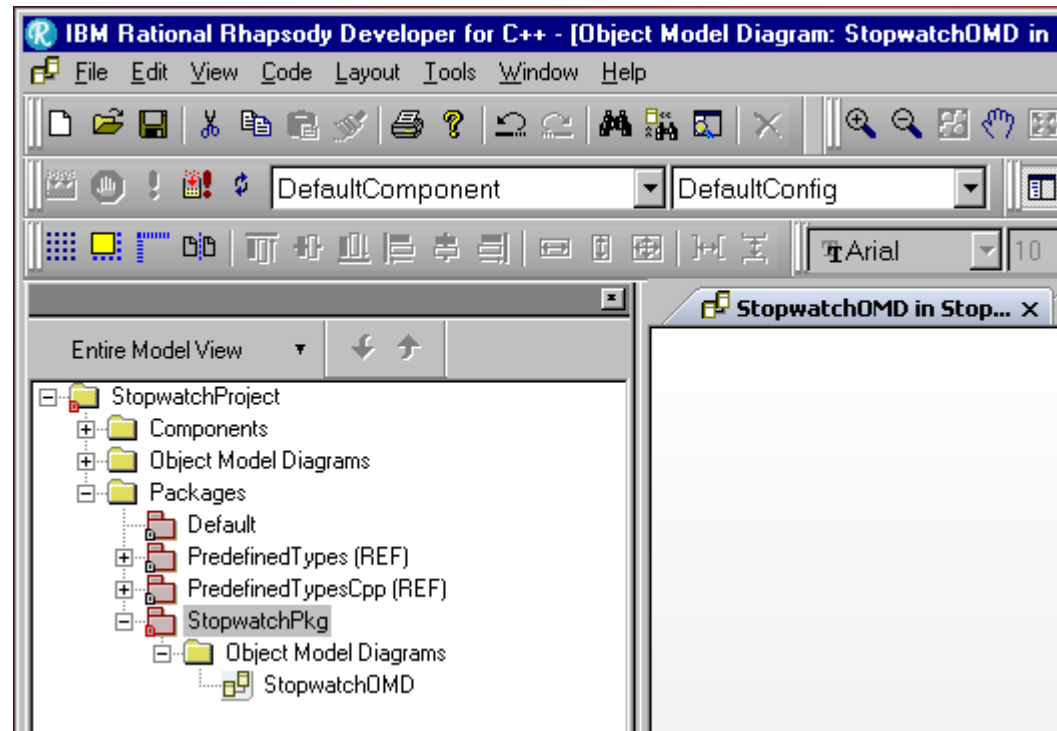 IBM Rational Rhapsody Developer for C++ - [Object Model Diagram: StopwatchOMD in
File Edit View Code Layout Tools Window Help
DefaultComponent DefaultConfig
Arial 10
StopwatchOMD in Stop...
Entire Model View
StopwatchProject
Components
Object Model Diagrams
Packages
Default
PredefinedTypes (REF)
PredefinedTypesCpp (REF)
StopwatchPkg
Object Model Diagrams
StopwatchOMD